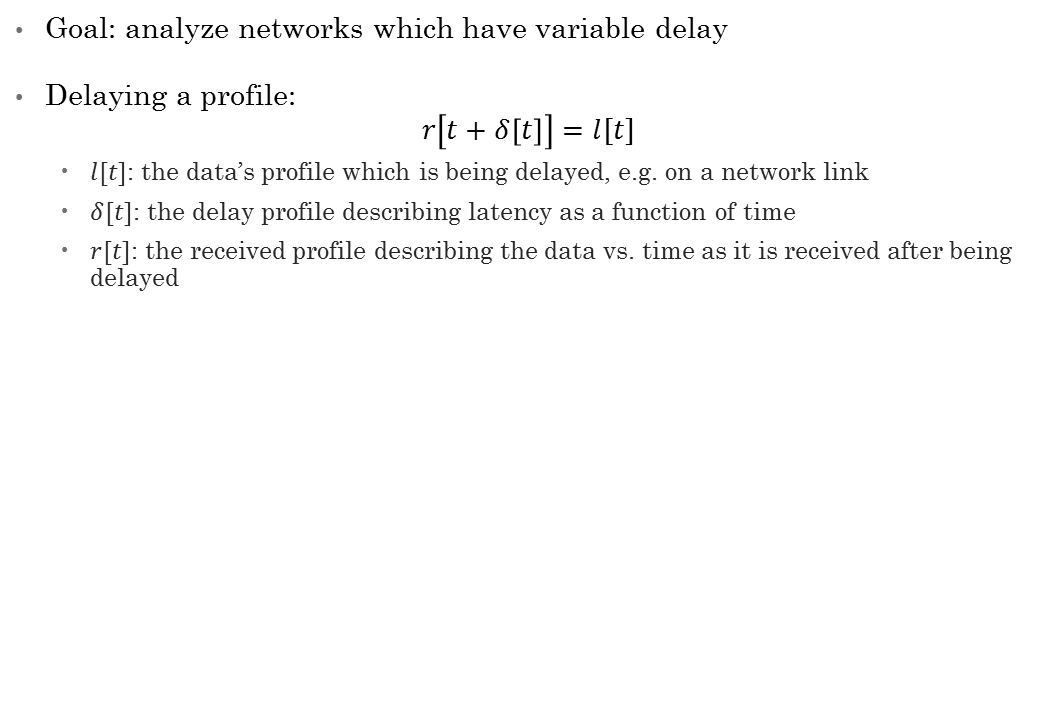 • Goal: analyze networks which have variable delay
• Delaying a profile:
r[t + δ[t]] = l[t]
• l[t]: the data’s profile which is being delayed, e.g. on a network link
• δ[t]: the delay profile describing latency as a function of time
• r[t]: the received profile describing the data vs. time as it is received after being
delayed